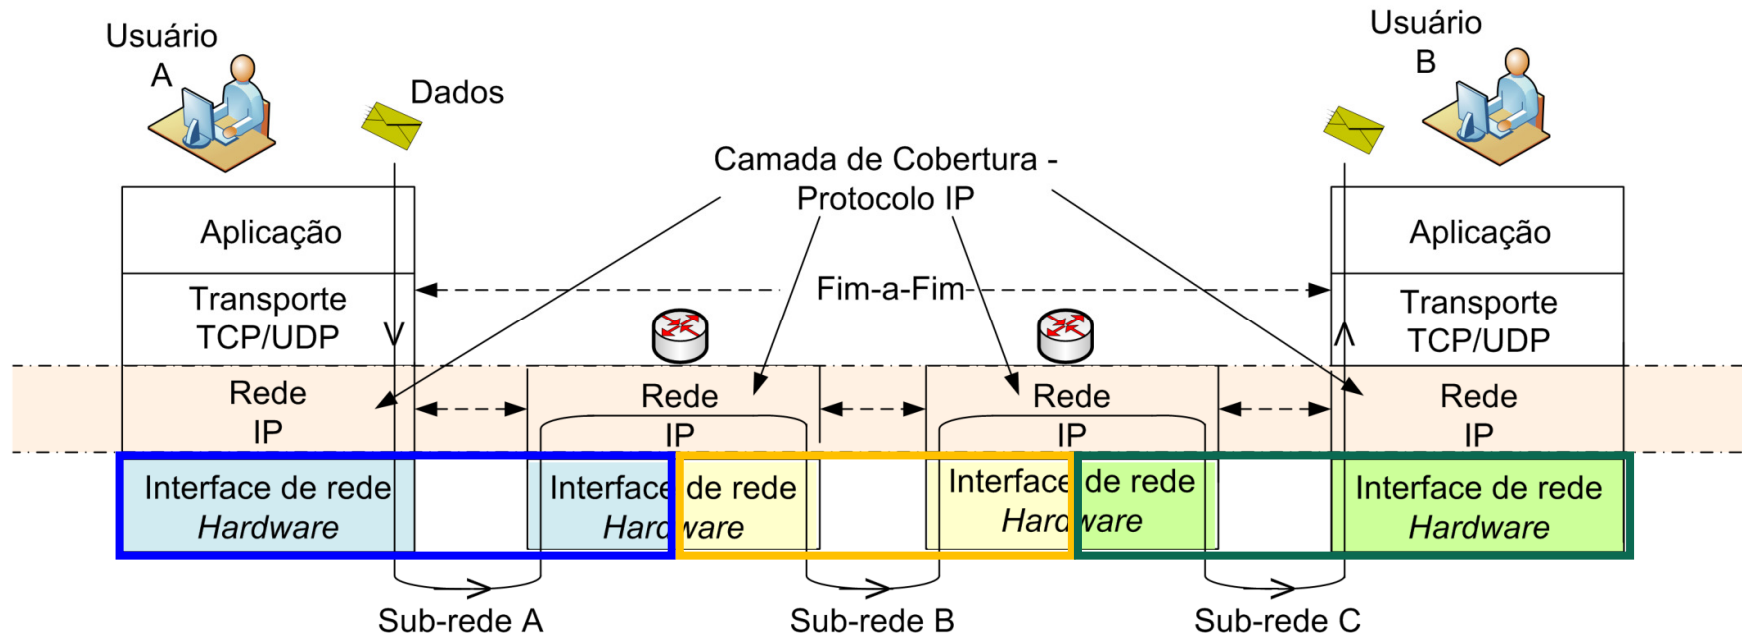 Usuário
A
Usuário
B
Dados
Camada de Cobertura -
Protocolo IP
Aplicação
Aplicação
Fim-a-Fim
Transporte
TCP/UDP
Transporte
TCP/UDP
Rede
IP
Rede
IP
Rede
IP
Rede
IP
Interface de rede
Hardware
Interface de rede
Hardware
Interface de rede
Hardware
Interface de rede
Hardware
Sub-rede A
Sub-rede B
Sub-rede C